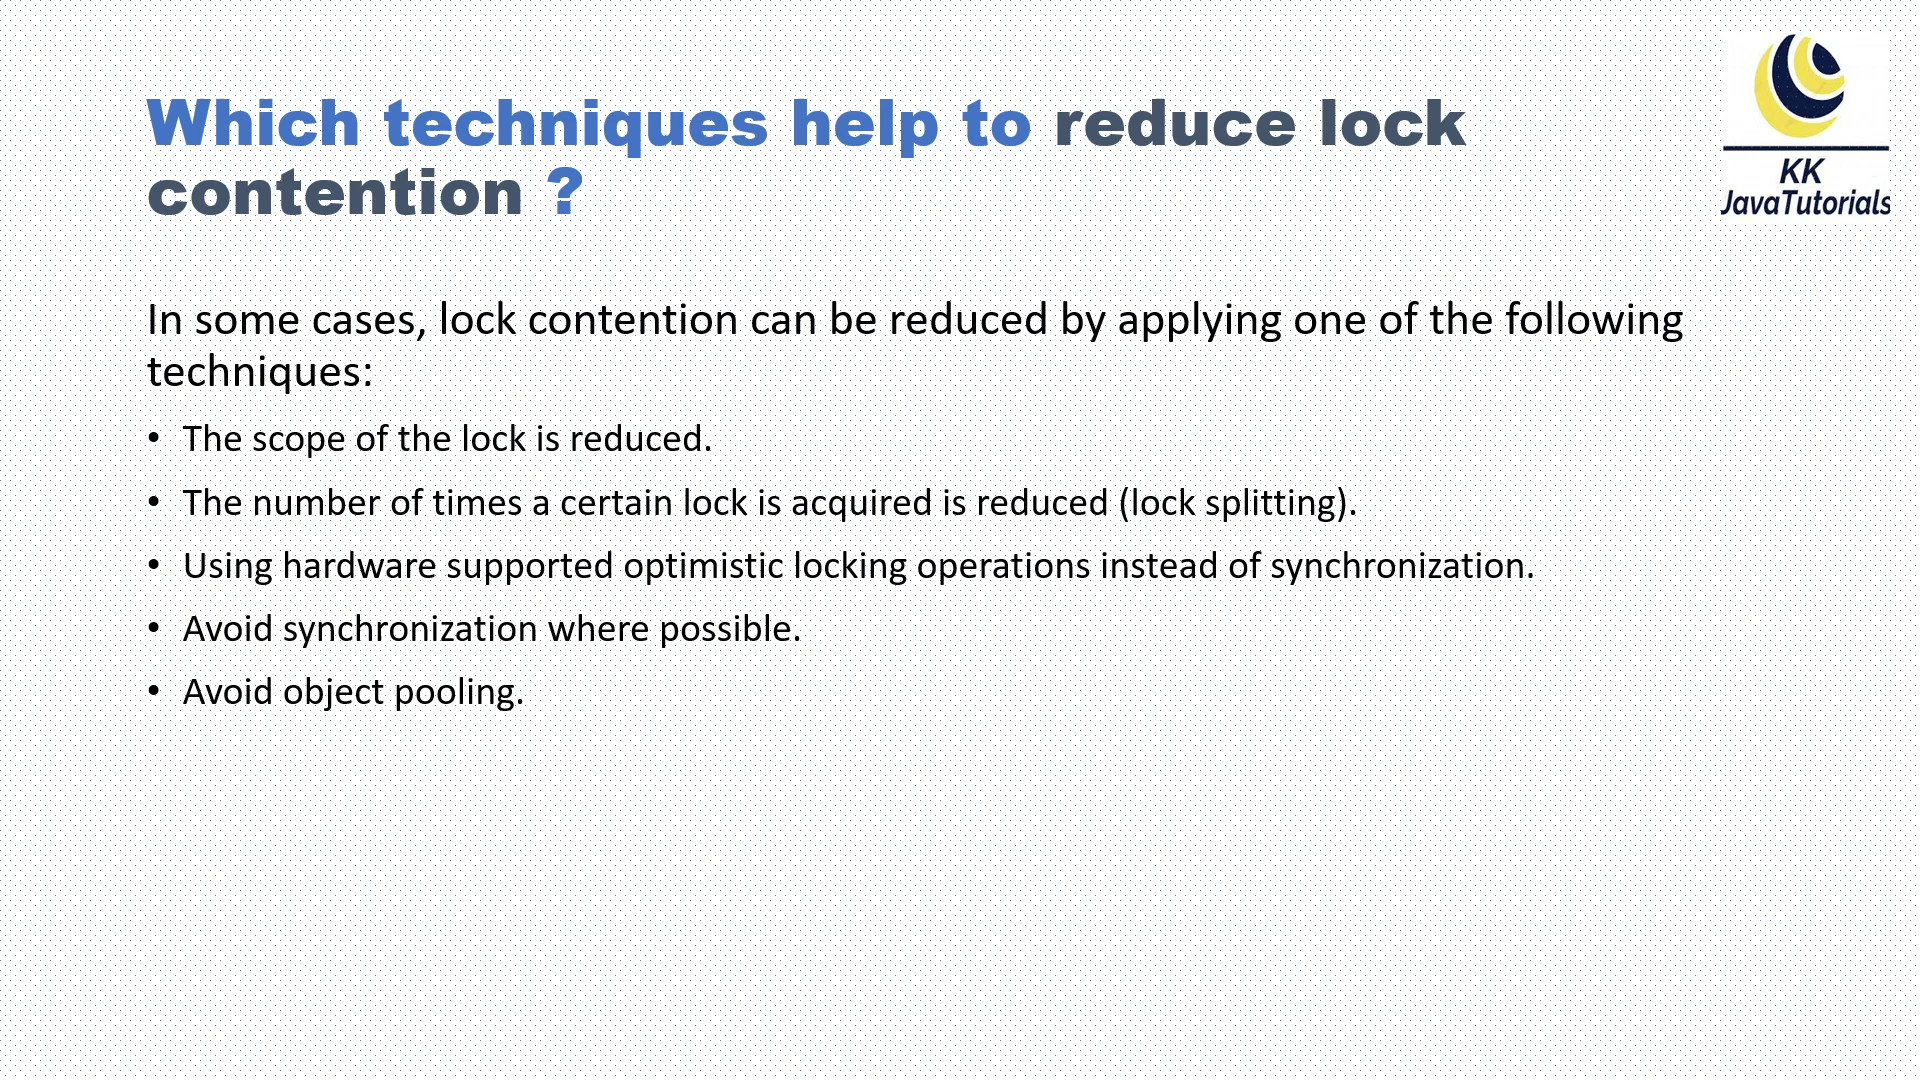 Which techniques help to reduce lock
contention ?
KK
JavaTutorials
In some cases, lock contention can be reduced by applying one of the following
techniques:
• The scope of the lock is reduced.
• The number of times a certain lock is acquired is reduced (lock splitting).
• Using hardware supported optimistic locking operations instead of synchronization.
• Avoid synchronization where possible.
• Avoid object pooling.